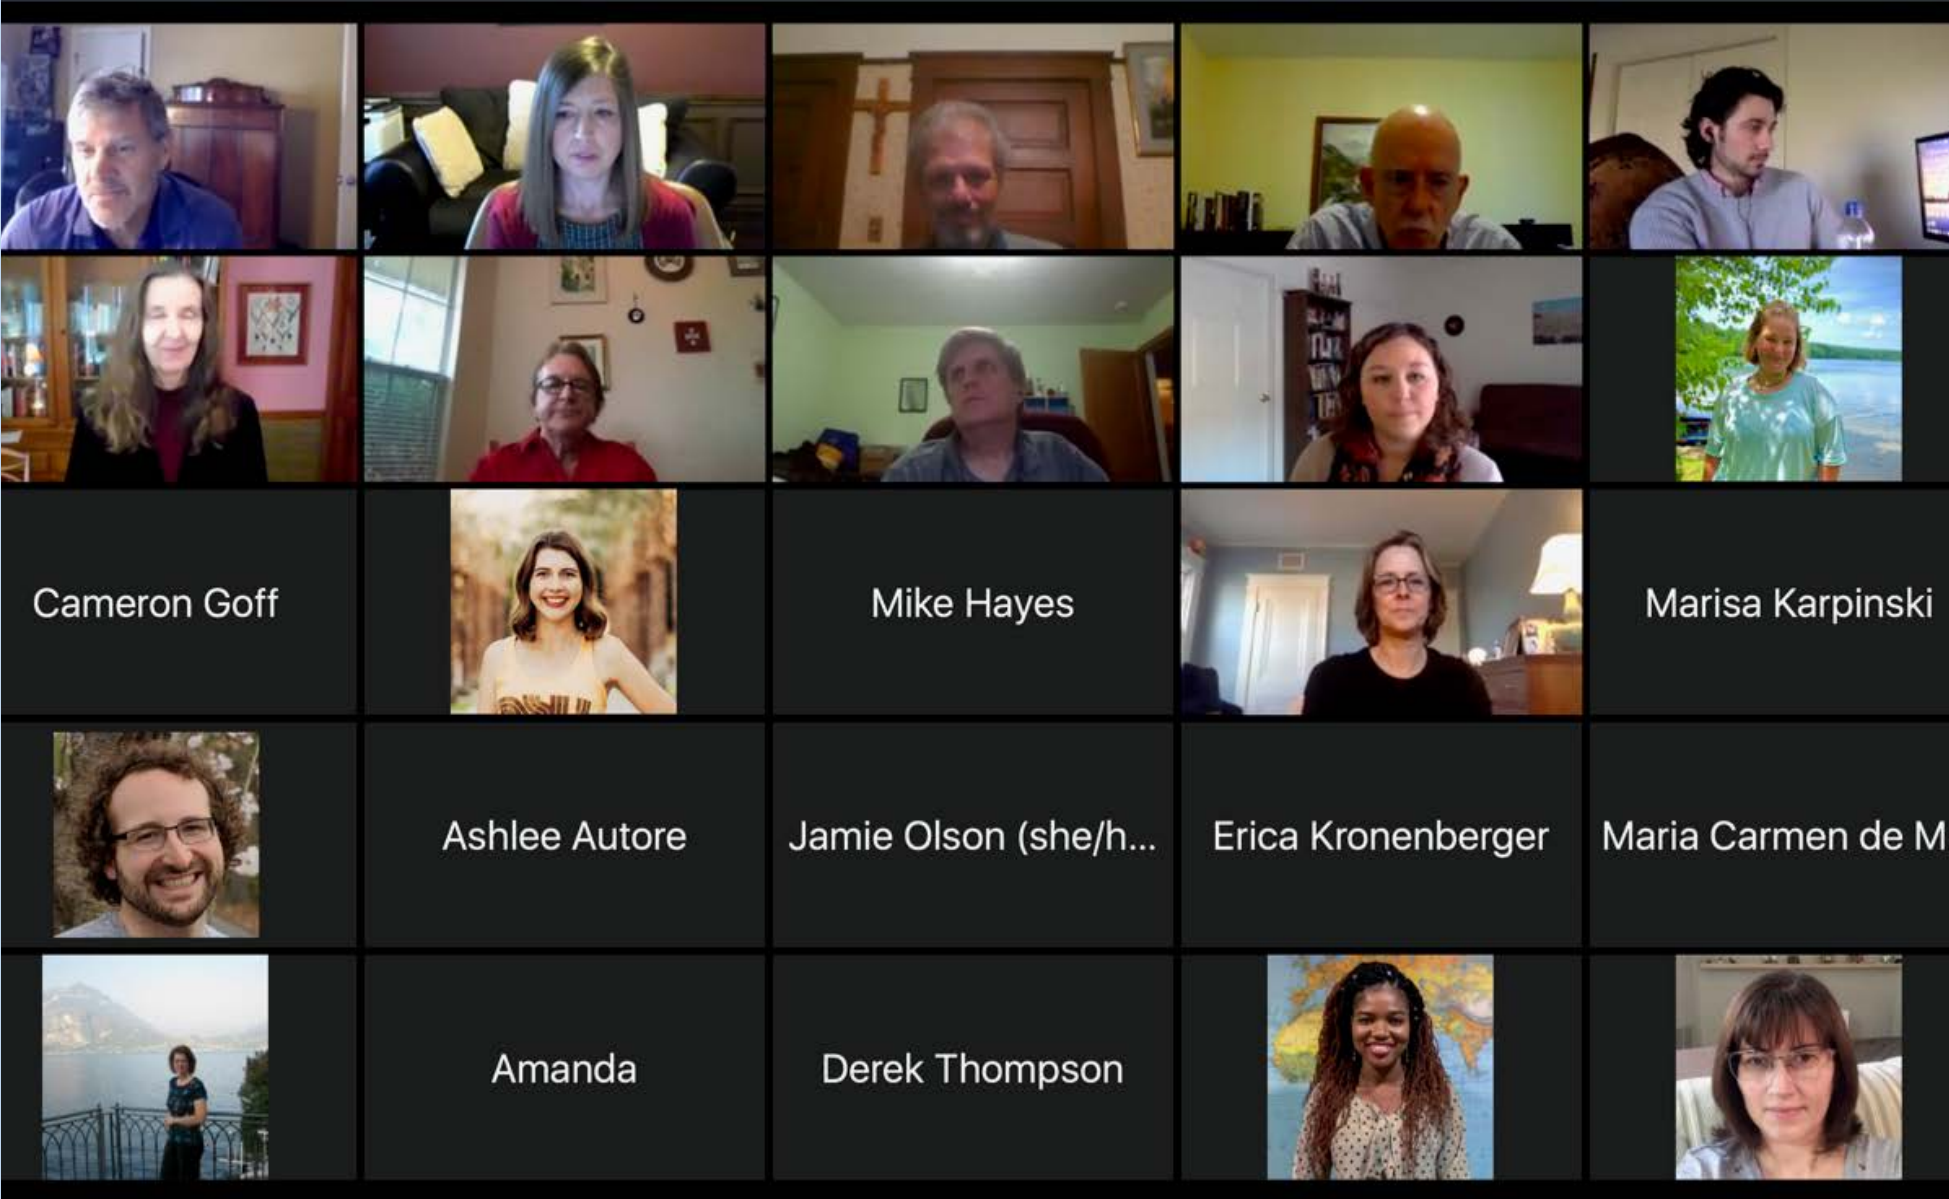 Cameron Goff
Mike Hayes
Marisa Karpinski
Ashlee Autore
Jamie Olson (she/h...
Erica Kronenberger
Maria Carmen de M
Amanda
Derek Thompson